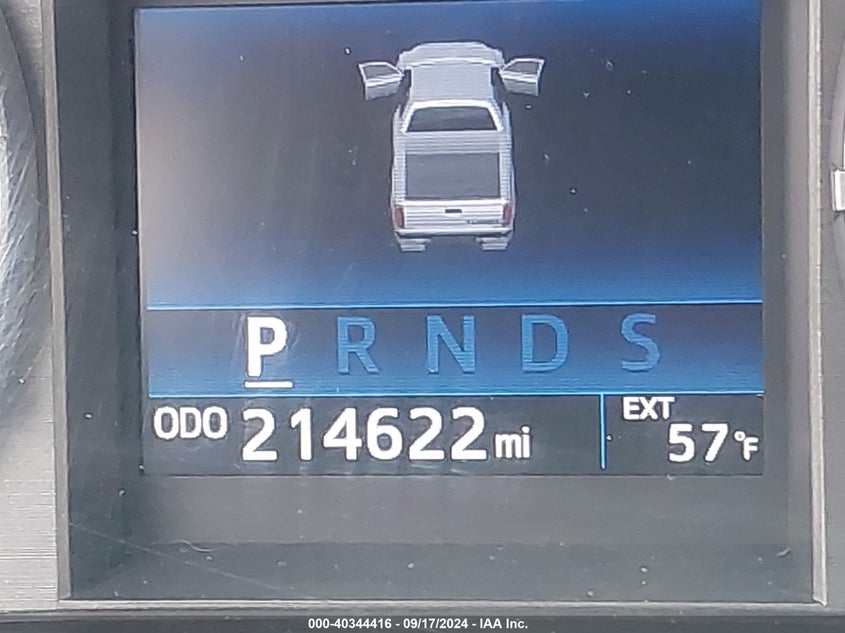 P R N D S
ODO 214622 mi EXT
57°F
000-40344416 - 09/17/2024 - IAA Inc.